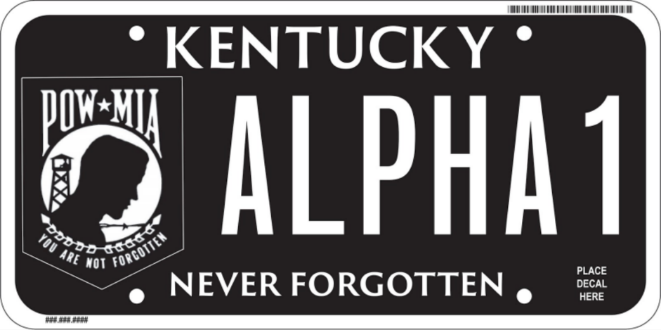 KENTUCKY
POW★MIA
YOU ARE NOT FORGOTTEN
ALPHA1
NEVER FORGOTTEN
PLACE
DECAL
HERE
###.###.####